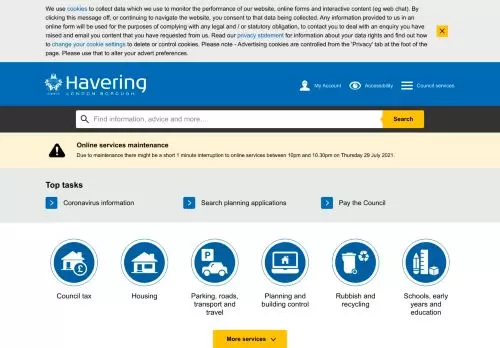 We use cookies to collect data which we use to monitor the performance of our website, online forms and interactive content (eg web chat). By
clicking this message off, or continuing to navigate the website, you consent to that data being collected. Any information provided to us in an
online form will be used for the purposes of complying with any legal and / or statutory obligation, to contact you to deal with an enquiry you have
raised and email you content that you have requested from us. Read our privacy statement for information about your data rights and find out how
to change your cookie settings to delete or control cookies. Please note - Advertising cookies are controlled from the 'Privacy' tab at the foot of the
page. Please use that to alter your advert preferences.
Havering
LONDON BOROUGH
My Account
Accessibility
Council services
Find information, advice and more....
Search
Online services maintenance
Due to maintenance there might be a short 1 minute interruption to online services between 10pm and 10.30pm on Thursday 29 July 2021.
Top tasks
Coronavirus information
Search planning applications
Pay the Council
Council tax
Housing
Parking, roads,
transport and
travel
Planning and
building control
Rubbish and
recycling
Schools, early
years and
education
More services